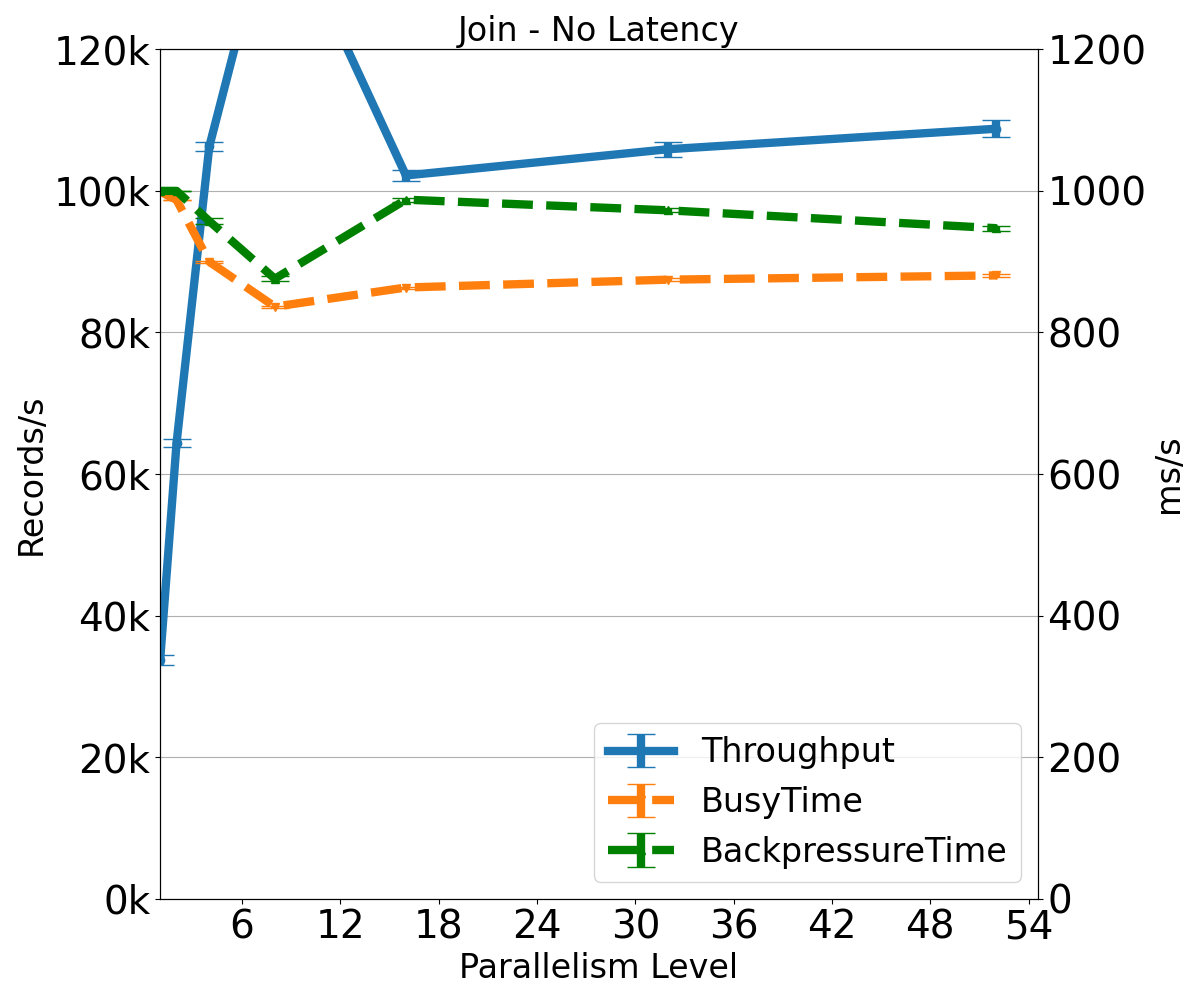 Join - No Latency
120k
100k
80k
60k
40k
20k
0k
Records/s
1200
1000
800
600
400
200
0
ms/s
6 12 18 24 30 36 42 48 54
Parallelism Level
Throughput
BusyTime
BackpressureTime